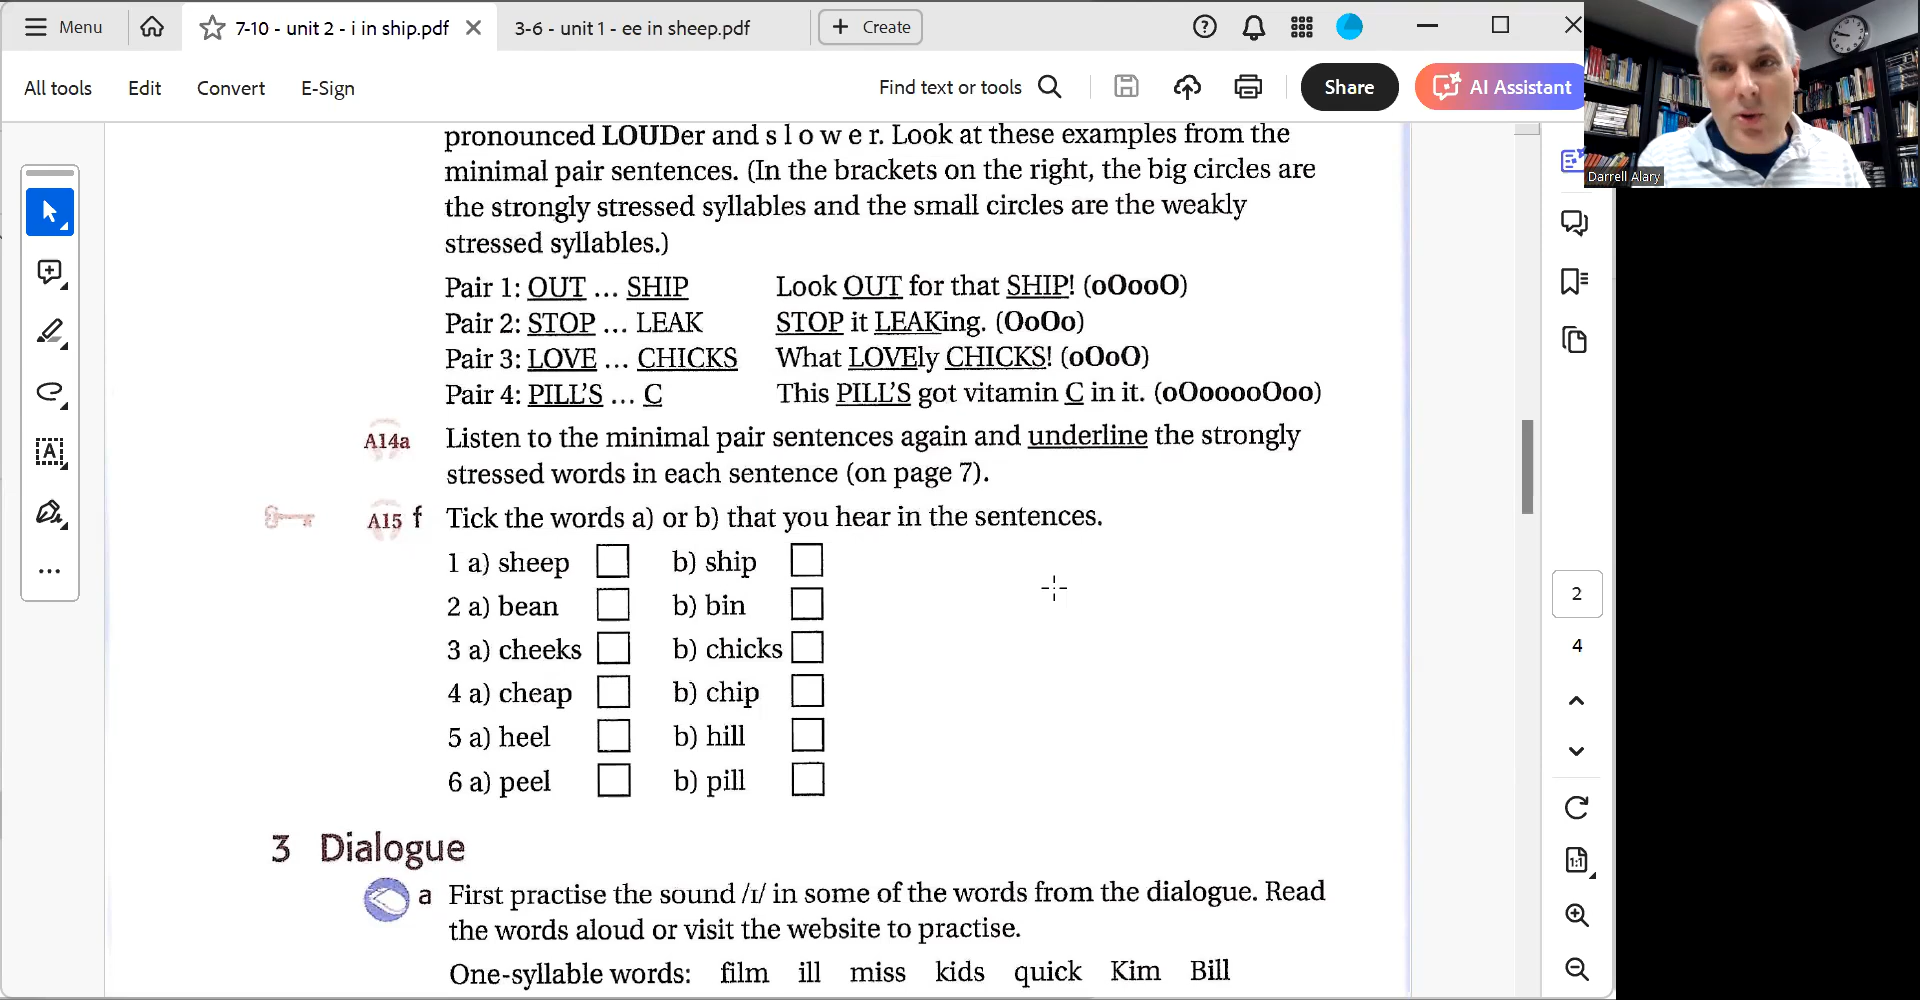 Menu
7-10 - unit 2 - i in ship.pdf
3-6 - unit 1 - ee in sheep.pdf
Create
All tools
Edit
Convert
E-Sign
Find text or tools
Share
AI Assistant
Darrell Alary
pronounced LOUDer and s l o w e r. Look at these examples from the
minimal pair sentences. (In the brackets on the right, the big circles are
the strongly stressed syllables and the small circles are the weakly
stressed syllables.)
Pair 1: OUT ... SHIP Look OUT for that SHIP! (oOooO)
Pair 2: STOP ... LEAK STOP it LEAKing. (OoOo)
Pair 3: LOVE ... CHICKS What LOVEly CHICKS! (oOoO)
Pair 4: PILL'S ... C This PILL'S got vitamin C in it. (oOooooOoo)
A14a Listen to the minimal pair sentences again and underline the strongly
stressed words in each sentence (on page 7).
A15 f Tick the words a) or b) that you hear in the sentences.
1 a) sheep b) ship
2 a) bean b) bin
3 a) cheeks b) chicks
4 a) cheap b) chip
5 a) heel b) hill
6 a) peel b) pill
3 Dialogue
a First practise the sound /ɪ/ in some of the words from the dialogue. Read
the words aloud or visit the website to practise.
One-syllable words: film ill miss kids quick Kim Bill
2
4
1:1